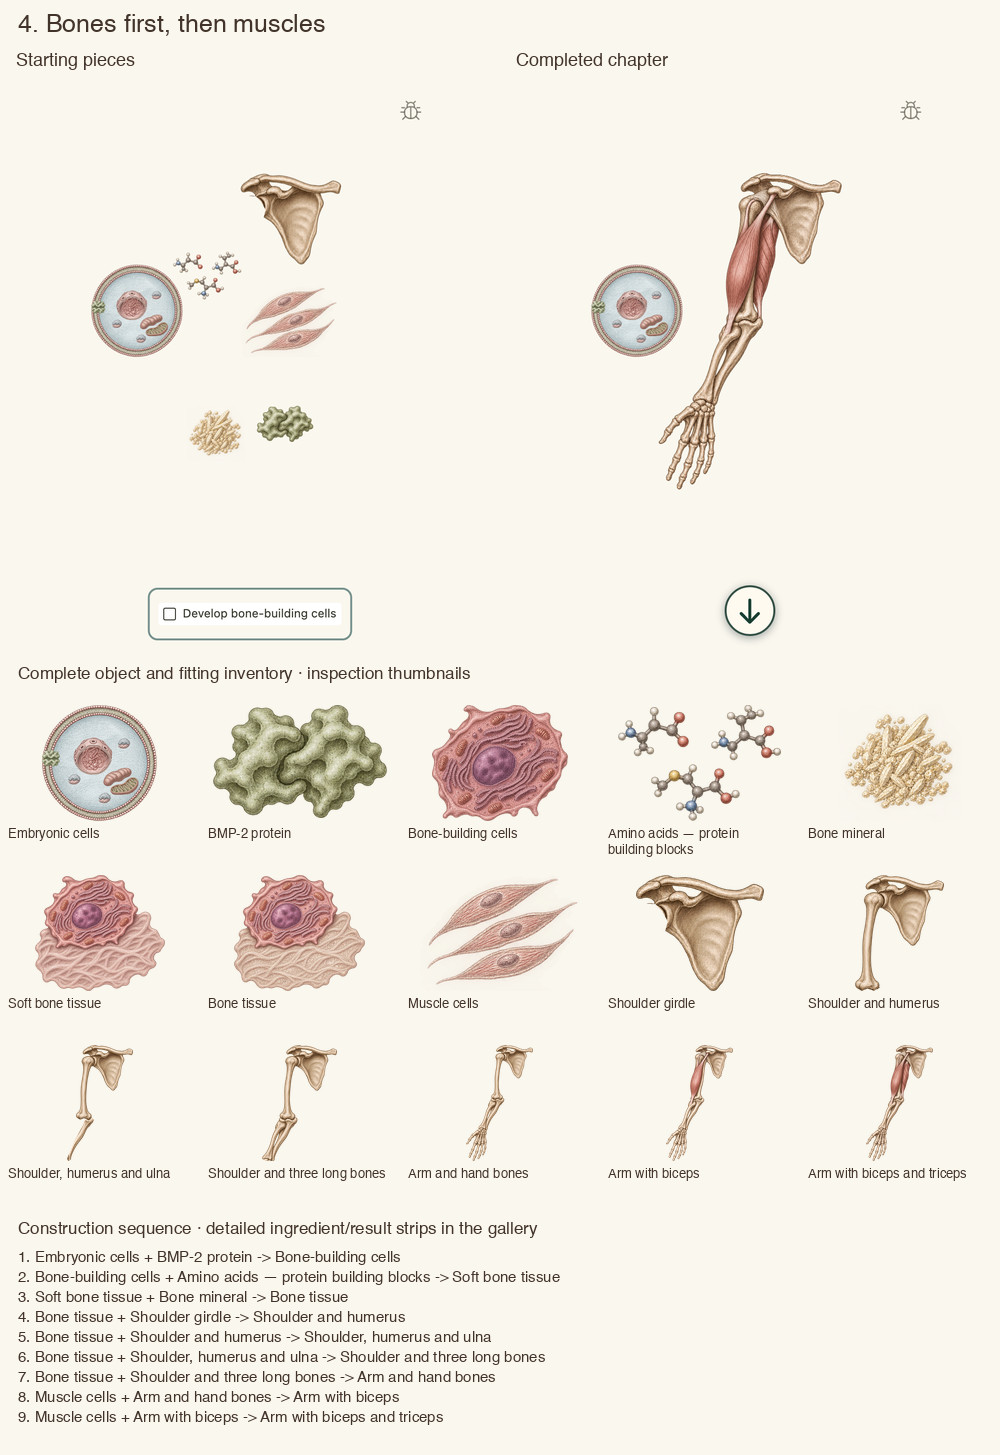 4. Bones first, then muscles
Starting pieces
Completed chapter
Develop bone-building cells
Complete object and fitting inventory · inspection thumbnails
Embryonic cells
BMP-2 protein
Bone-building cells
Amino acids — protein
building blocks
Bone mineral
Soft bone tissue
Bone tissue
Muscle cells
Shoulder girdle
Shoulder and humerus
Shoulder, humerus and ulna
Shoulder and three long bones
Arm and hand bones
Arm with biceps
Arm with biceps and triceps
Construction sequence · detailed ingredient/result strips in the gallery
1. Embryonic cells + BMP-2 protein -> Bone-building cells
2. Bone-building cells + Amino acids — protein building blocks -> Soft bone tissue
3. Soft bone tissue + Bone mineral -> Bone tissue
4. Bone tissue + Shoulder girdle -> Shoulder and humerus
5. Bone tissue + Shoulder and humerus -> Shoulder, humerus and ulna
6. Bone tissue + Shoulder, humerus and ulna -> Shoulder and three long bones
7. Bone tissue + Shoulder and three long bones -> Arm and hand bones
8. Muscle cells + Arm and hand bones -> Arm with biceps
9. Muscle cells + Arm with biceps -> Arm with biceps and triceps